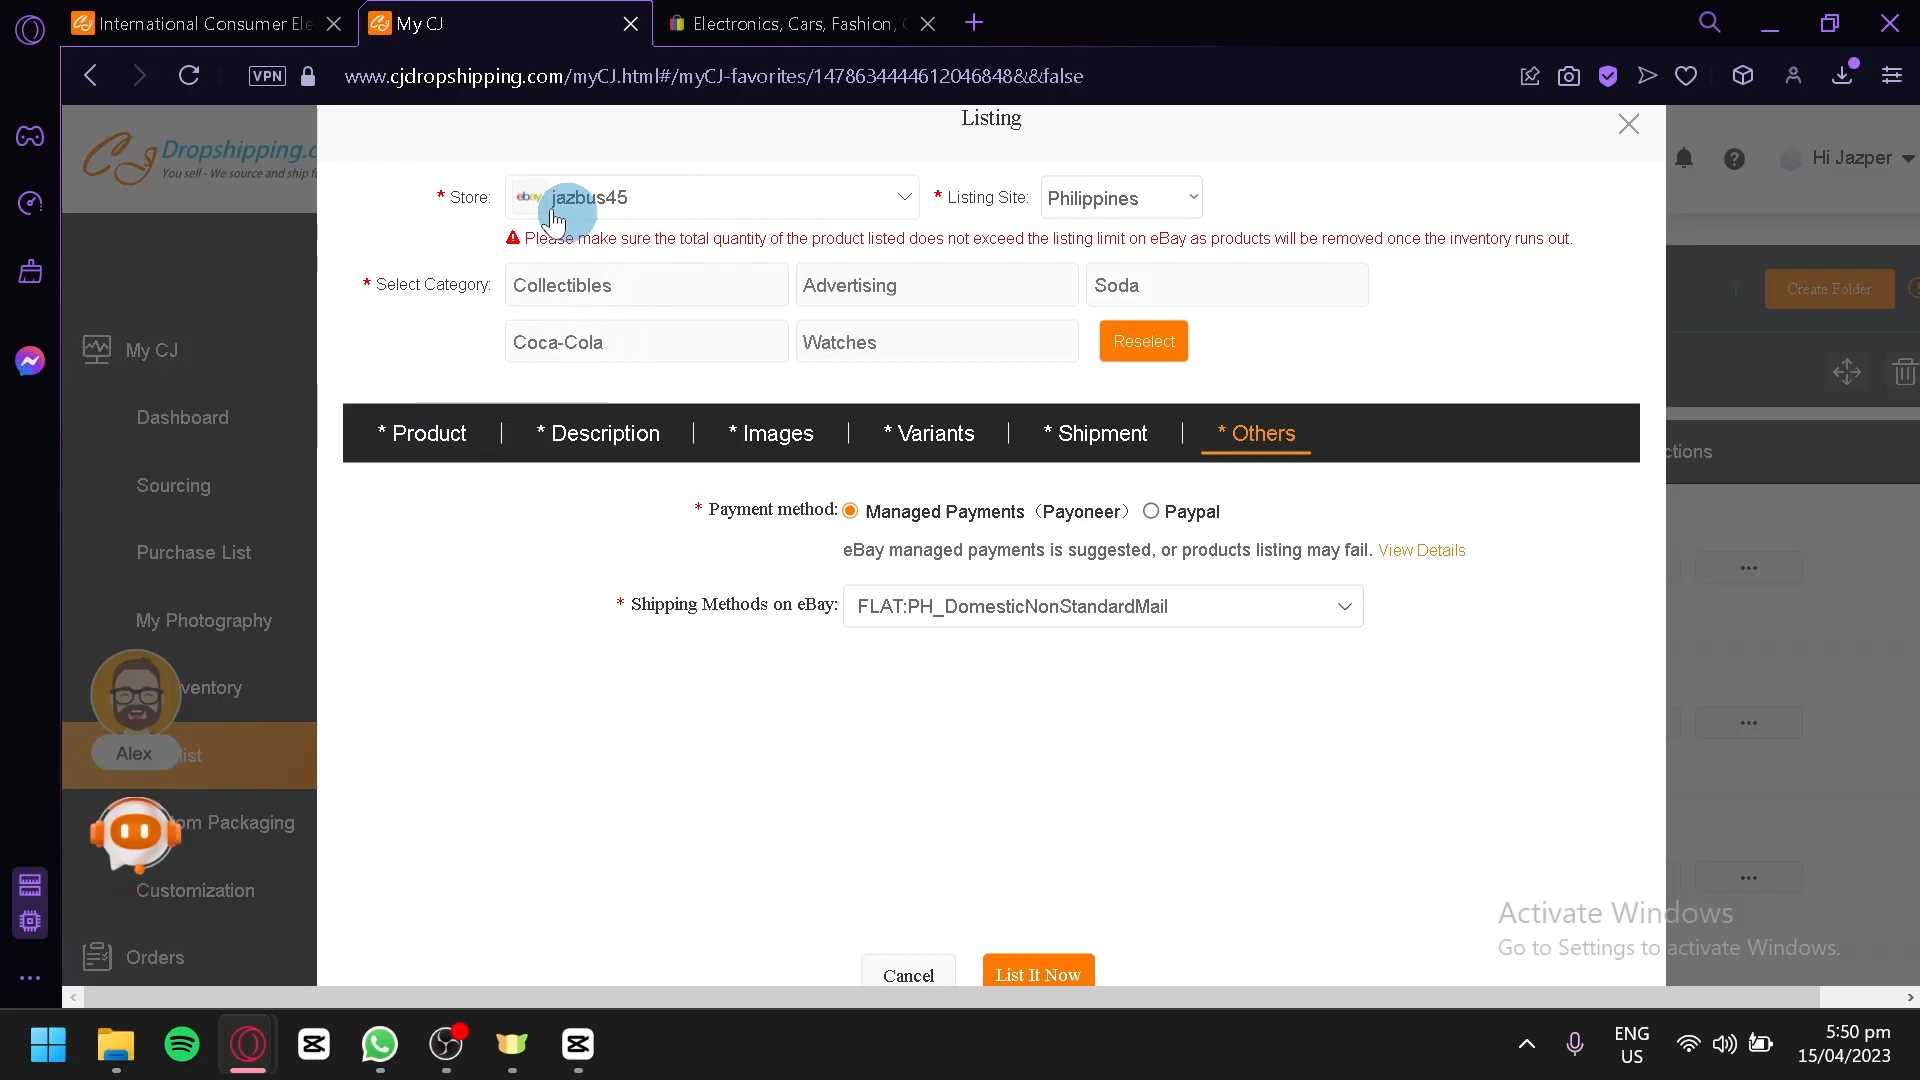 International Consumer Ele
My CJ
Electronics, Cars, Fashion,
VPN
www.cjdropshipping.com/myCJ.html#/myCJ-favorites/1478634444612046848&&false
Dropshipping.c
You sell - We source and ship f
Listing
Hi Jazper
* Store:
ebay
jazbus45
* Listing Site:
Philippines
Please make sure the total quantity of the product listed does not exceed the listing limit on eBay as products will be removed once the inventory runs out.
* Select Category:
Collectibles
Advertising
Soda
Create Folder
Coca-Cola
Watches
Reselect
My CJ
Dashboard
* Product
* Description
* Images
* Variants
* Shipment
* Others
ctions
Sourcing
* Payment method:
Managed Payments（Payoneer）
Paypal
eBay managed payments is suggested, or products listing may fail. View Details
Purchase List
* Shipping Methods on eBay:
FLAT:PH_DomesticNonStandardMail
My Photography
ventory
Alex
list
om Packaging
Customization
Activate Windows
Go to Settings to activate Windows.
Orders
Cancel
List It Now
ENG
US
5:50 pm
15/04/2023